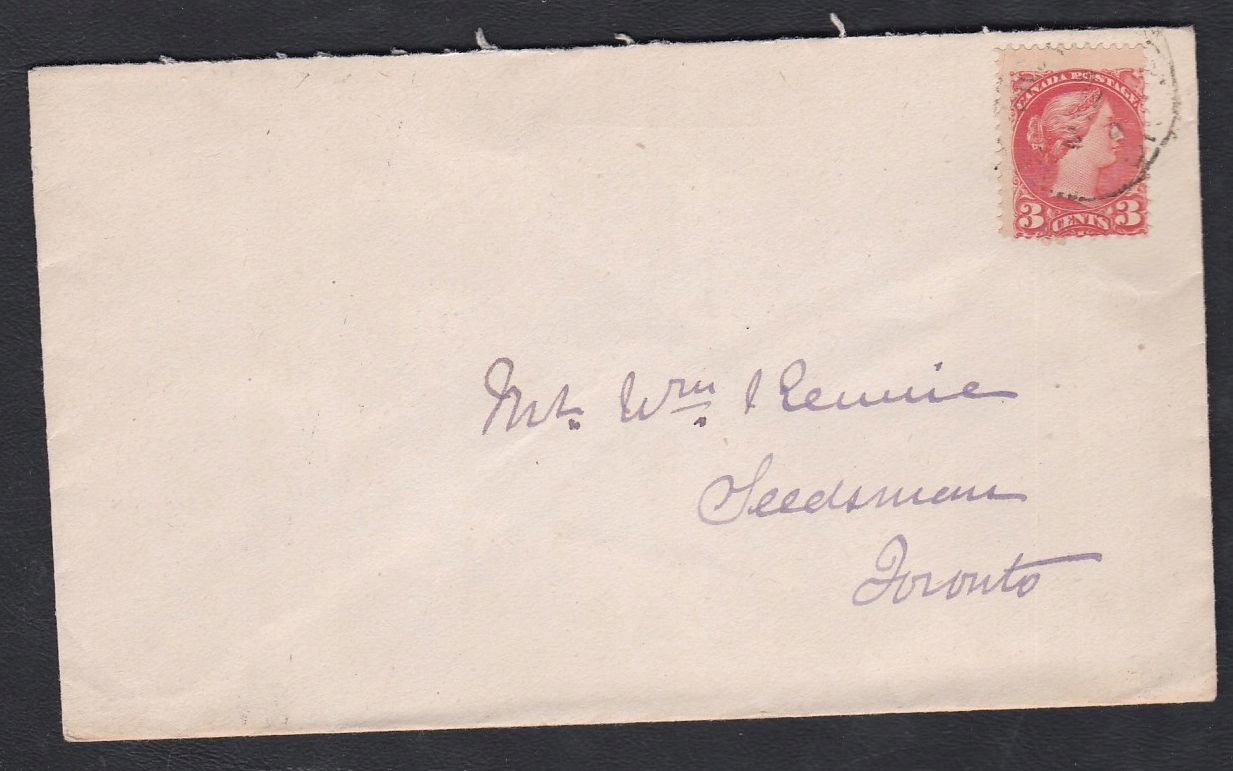 CANADA POSTAGE
3 CENTS 3
Mr. Wm. Rennie
Seedsman
Toronto